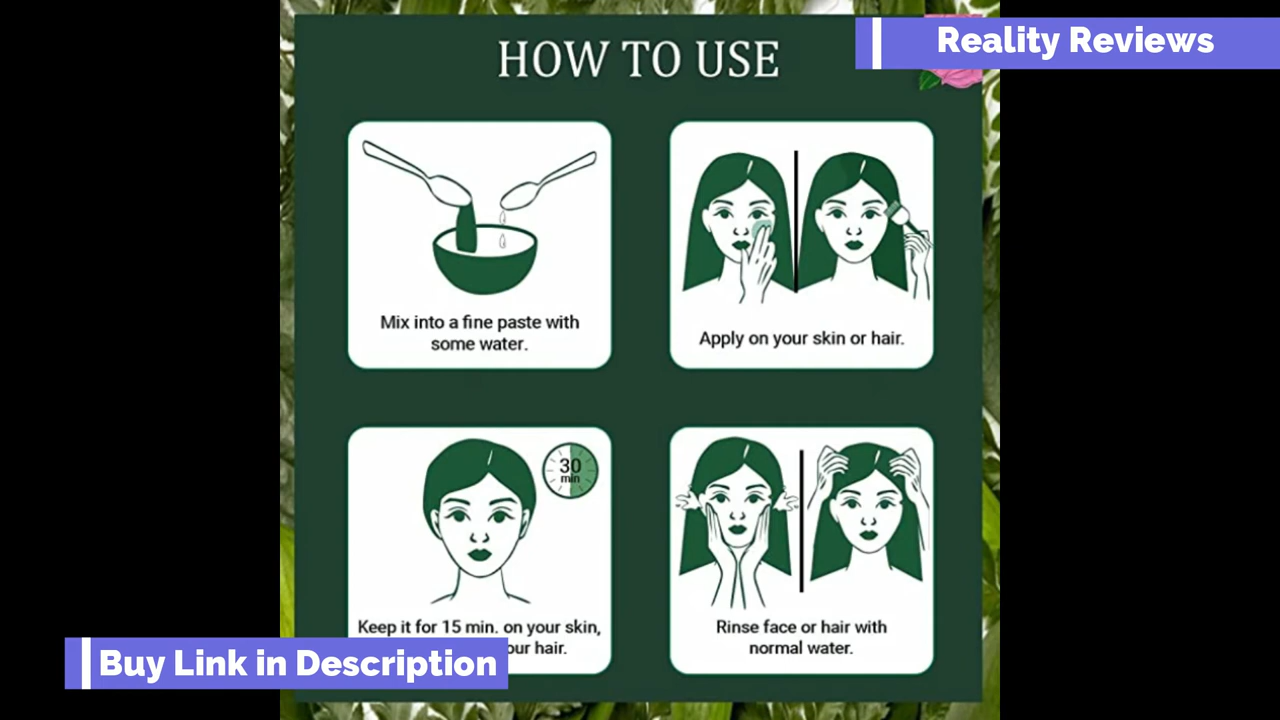 Reality Reviews
HOW TO USE
Mix into a fine paste with
some water.
Apply on your skin or hair.
30
min
Keep it for 15 min. on your skin,
our hair.
Rinse face or hair with
normal water.
Buy Link in Description